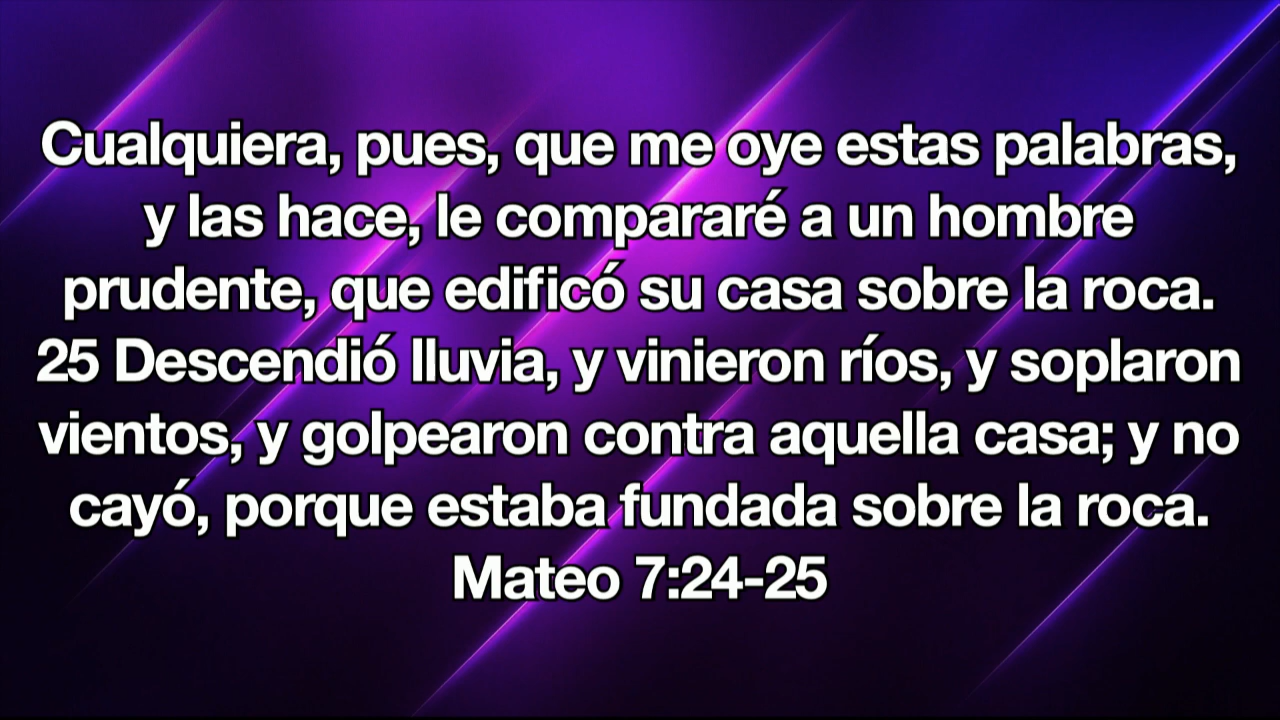 Cualquiera, pues, que me oye estas palabras,
y las hace, le compararé a un hombre
prudente, que edificó su casa sobre la roca.
25 Descendió lluvia, y vinieron ríos, y soplaron
vientos, y golpearon contra aquella casa; y no
cayó, porque estaba fundada sobre la roca.
Mateo 7:24-25